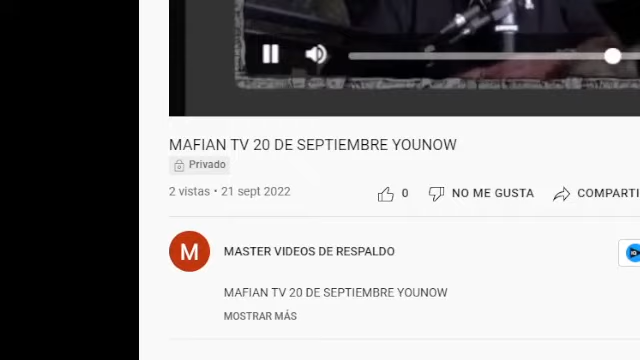 MAFIAN TV 20 DE SEPTIEMBRE YOUNOW
Privado
2 vistas • 21 sept 2022
0 NO ME GUSTA COMPARTI
M MASTER VIDEOS DE RESPALDO
MAFIAN TV 20 DE SEPTIEMBRE YOUNOW
MOSTRAR MÁS